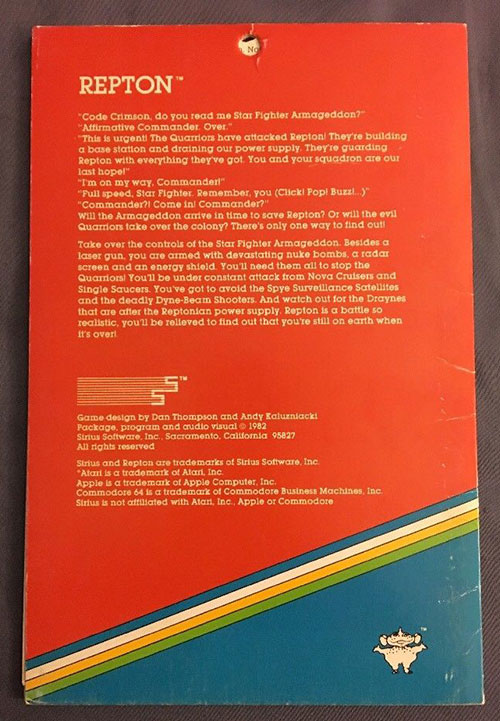 No
REPTON™
"Code Crimson, do you read me Star Fighter Armageddon?"
"Affirmative Commander. Over."
"This is urgent! The Quarriors have attacked Repton! They're building
a base station and draining our power supply. They're guarding
Repton with everything they've got. You and your squadron are our
last hope!"
"I'm on my way, Commander!"
"Full speed, Star Fighter. Remember, you (Click! Pop! Buzz!...)"
"Commander?! Come in! Commander?"
Will the Armageddon arrive in time to save Repton? Or will the evil
Quarriors take over the colony? There's only one way to find out!
Take over the controls of the Star Fighter Armageddon. Besides a
laser gun, you are armed with devastating nuke bombs, a radar
screen and an energy shield. You'll need them all to stop the
Quarriors! You'll be under constant attack from Nova Cruisers and
Single Saucers. You've got to avoid the Spye Surveillance Satellites
and the deadly Dyne-Beam Shooters. And watch out for the Draynes
that are after the Reptonian power supply. Repton is a battle so
realistic, you'll be relieved to find out that you're still on earth when
it's over!
SS™
Game design by Dan Thompson and Andy Kaluzniacki
Package, program and audio visual © 1982
Sirius Software, Inc., Sacramento, California 95827
All rights reserved
Sirius and Repton are trademarks of Sirius Software, Inc.
*Atari is a trademark of Atari, Inc.
Apple is a trademark of Apple Computer, Inc.
Commodore 64 is a trademark of Commodore Business Machines, Inc.
Sirius is not affiliated with Atari, Inc., Apple or Commodore
™